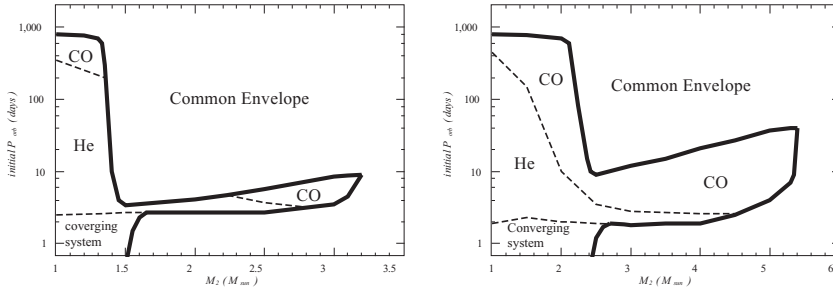 1,000
100
10
1
initial P orb (days)
CO
He
Common Envelope
CO
coverging
system
1
1.5
2
2.5
3
3.5
M2 (M sun)
1,000
100
10
1
initial P orb (days)
CO
He
Common Envelope
CO
Converging
system
1
2
3
4
5
6
M2 (M sun)